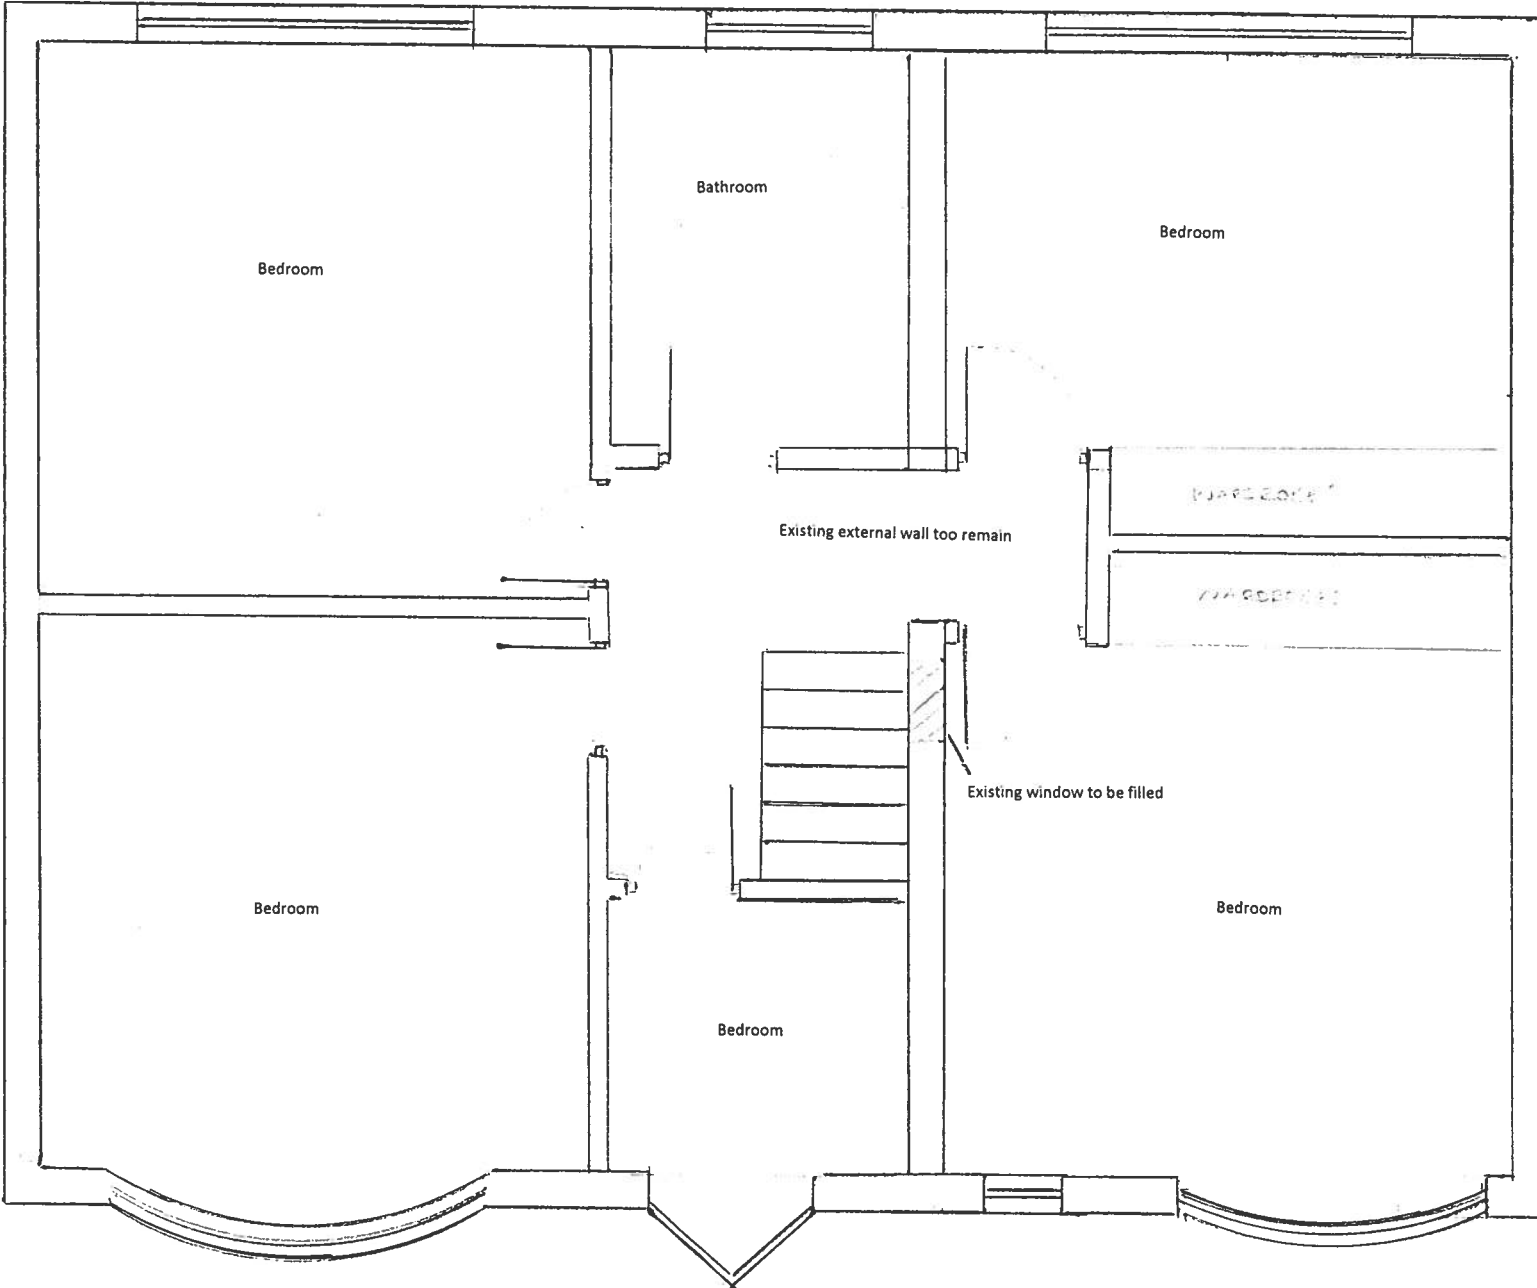 Bathroom
Bedroom
Bedroom
Existing external wall too remain
Existing window to be filled
Bedroom
Bedroom
Bedroom